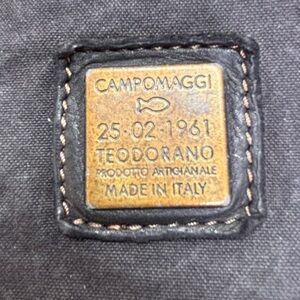 CAMPOMAGGI
25·02·1961
TEODORANO
PRODOTTO ARTIGIANALE
MADE IN ITALY